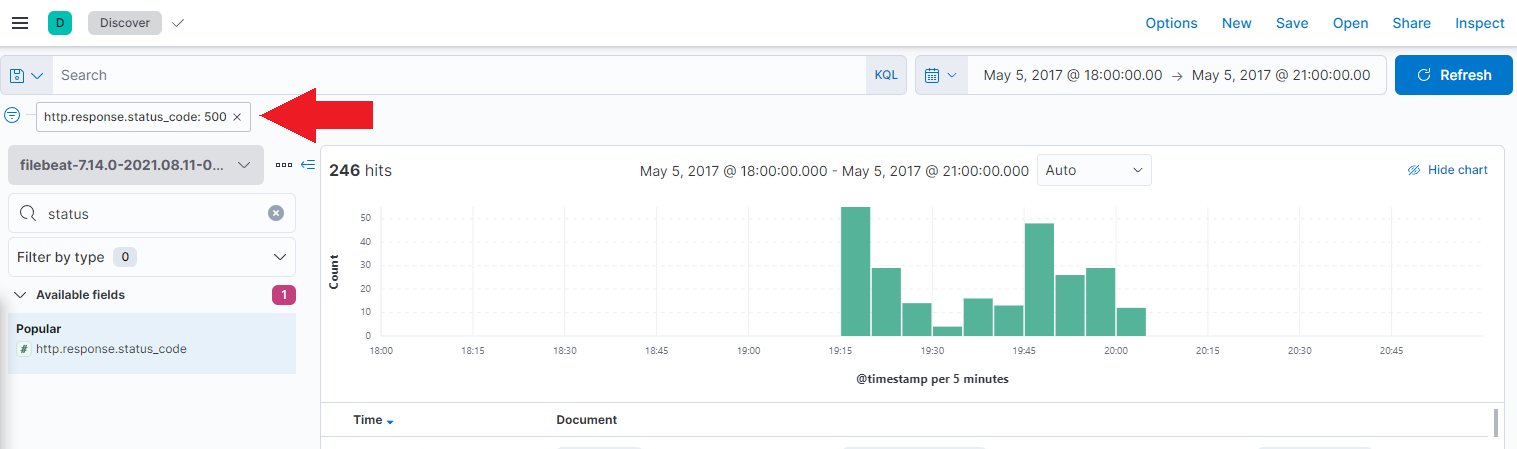 D Discover Options New Save Open Share Inspect
Search KQL May 5, 2017 @ 18:00:00.00 → May 5, 2017 @ 21:00:00.00 Refresh
http.response.status_code: 500 ×
filebeat-7.14.0-2021.08.11-0...
246 hits May 5, 2017 @ 18:00:00.000 - May 5, 2017 @ 21:00:00.000 Auto Hide chart
status
Filter by type 0
Available fields 1
Popular
# http.response.status_code
Count
50
40
30
20
10
0
18:00 18:15 18:30 18:45 19:00 19:15 19:30 19:45 20:00 20:15 20:30 20:45
@timestamp per 5 minutes
Time Document